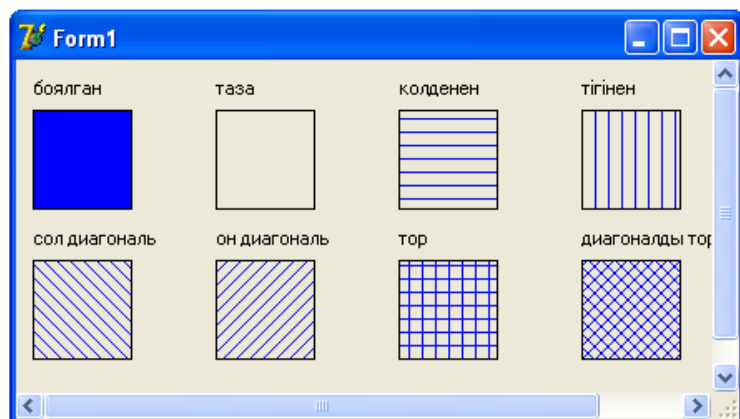 Form1
боялган таза колденен тігінен
сол диагональ он диагональ тор диагоналды тор